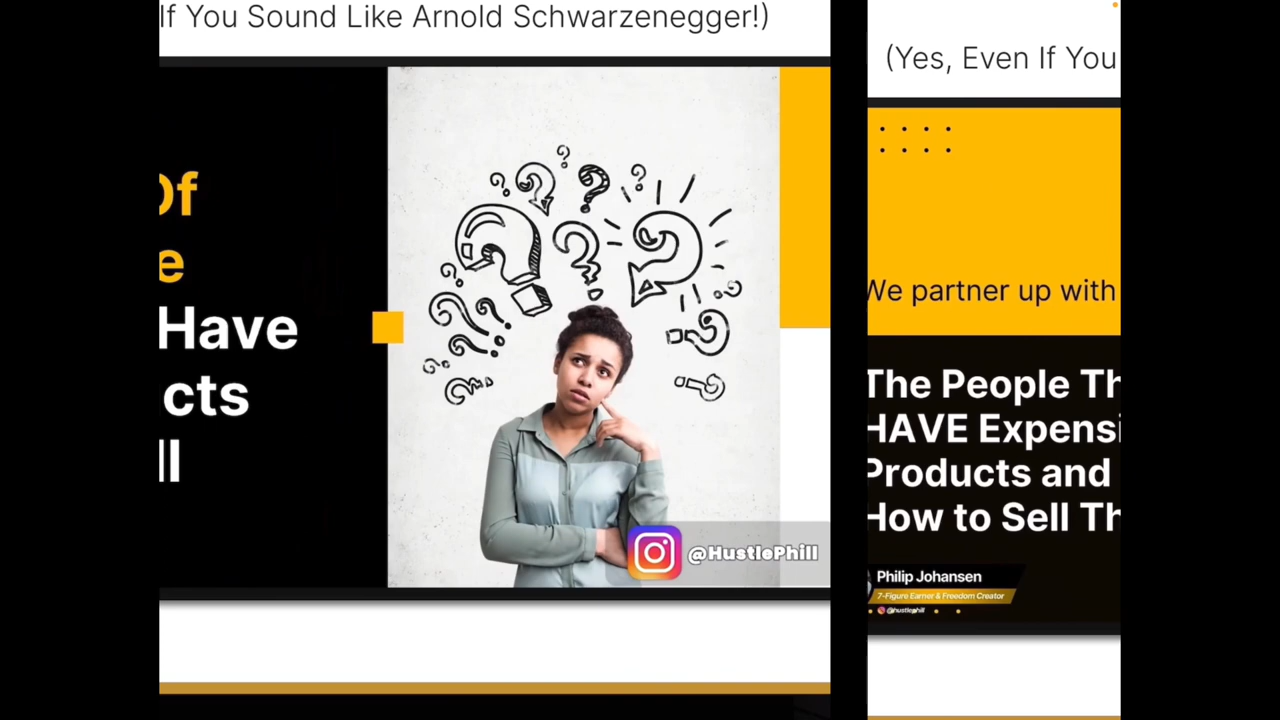 If You Sound Like Arnold Schwarzenegger!)
Of
e
Have
cts
ll
@HustlePhill
(Yes, Even If You
We partner up with
The People Th
HAVE Expensi
Products and
How to Sell Th
Philip Johansen
7-Figure Earner & Freedom Creator
@hustlephill